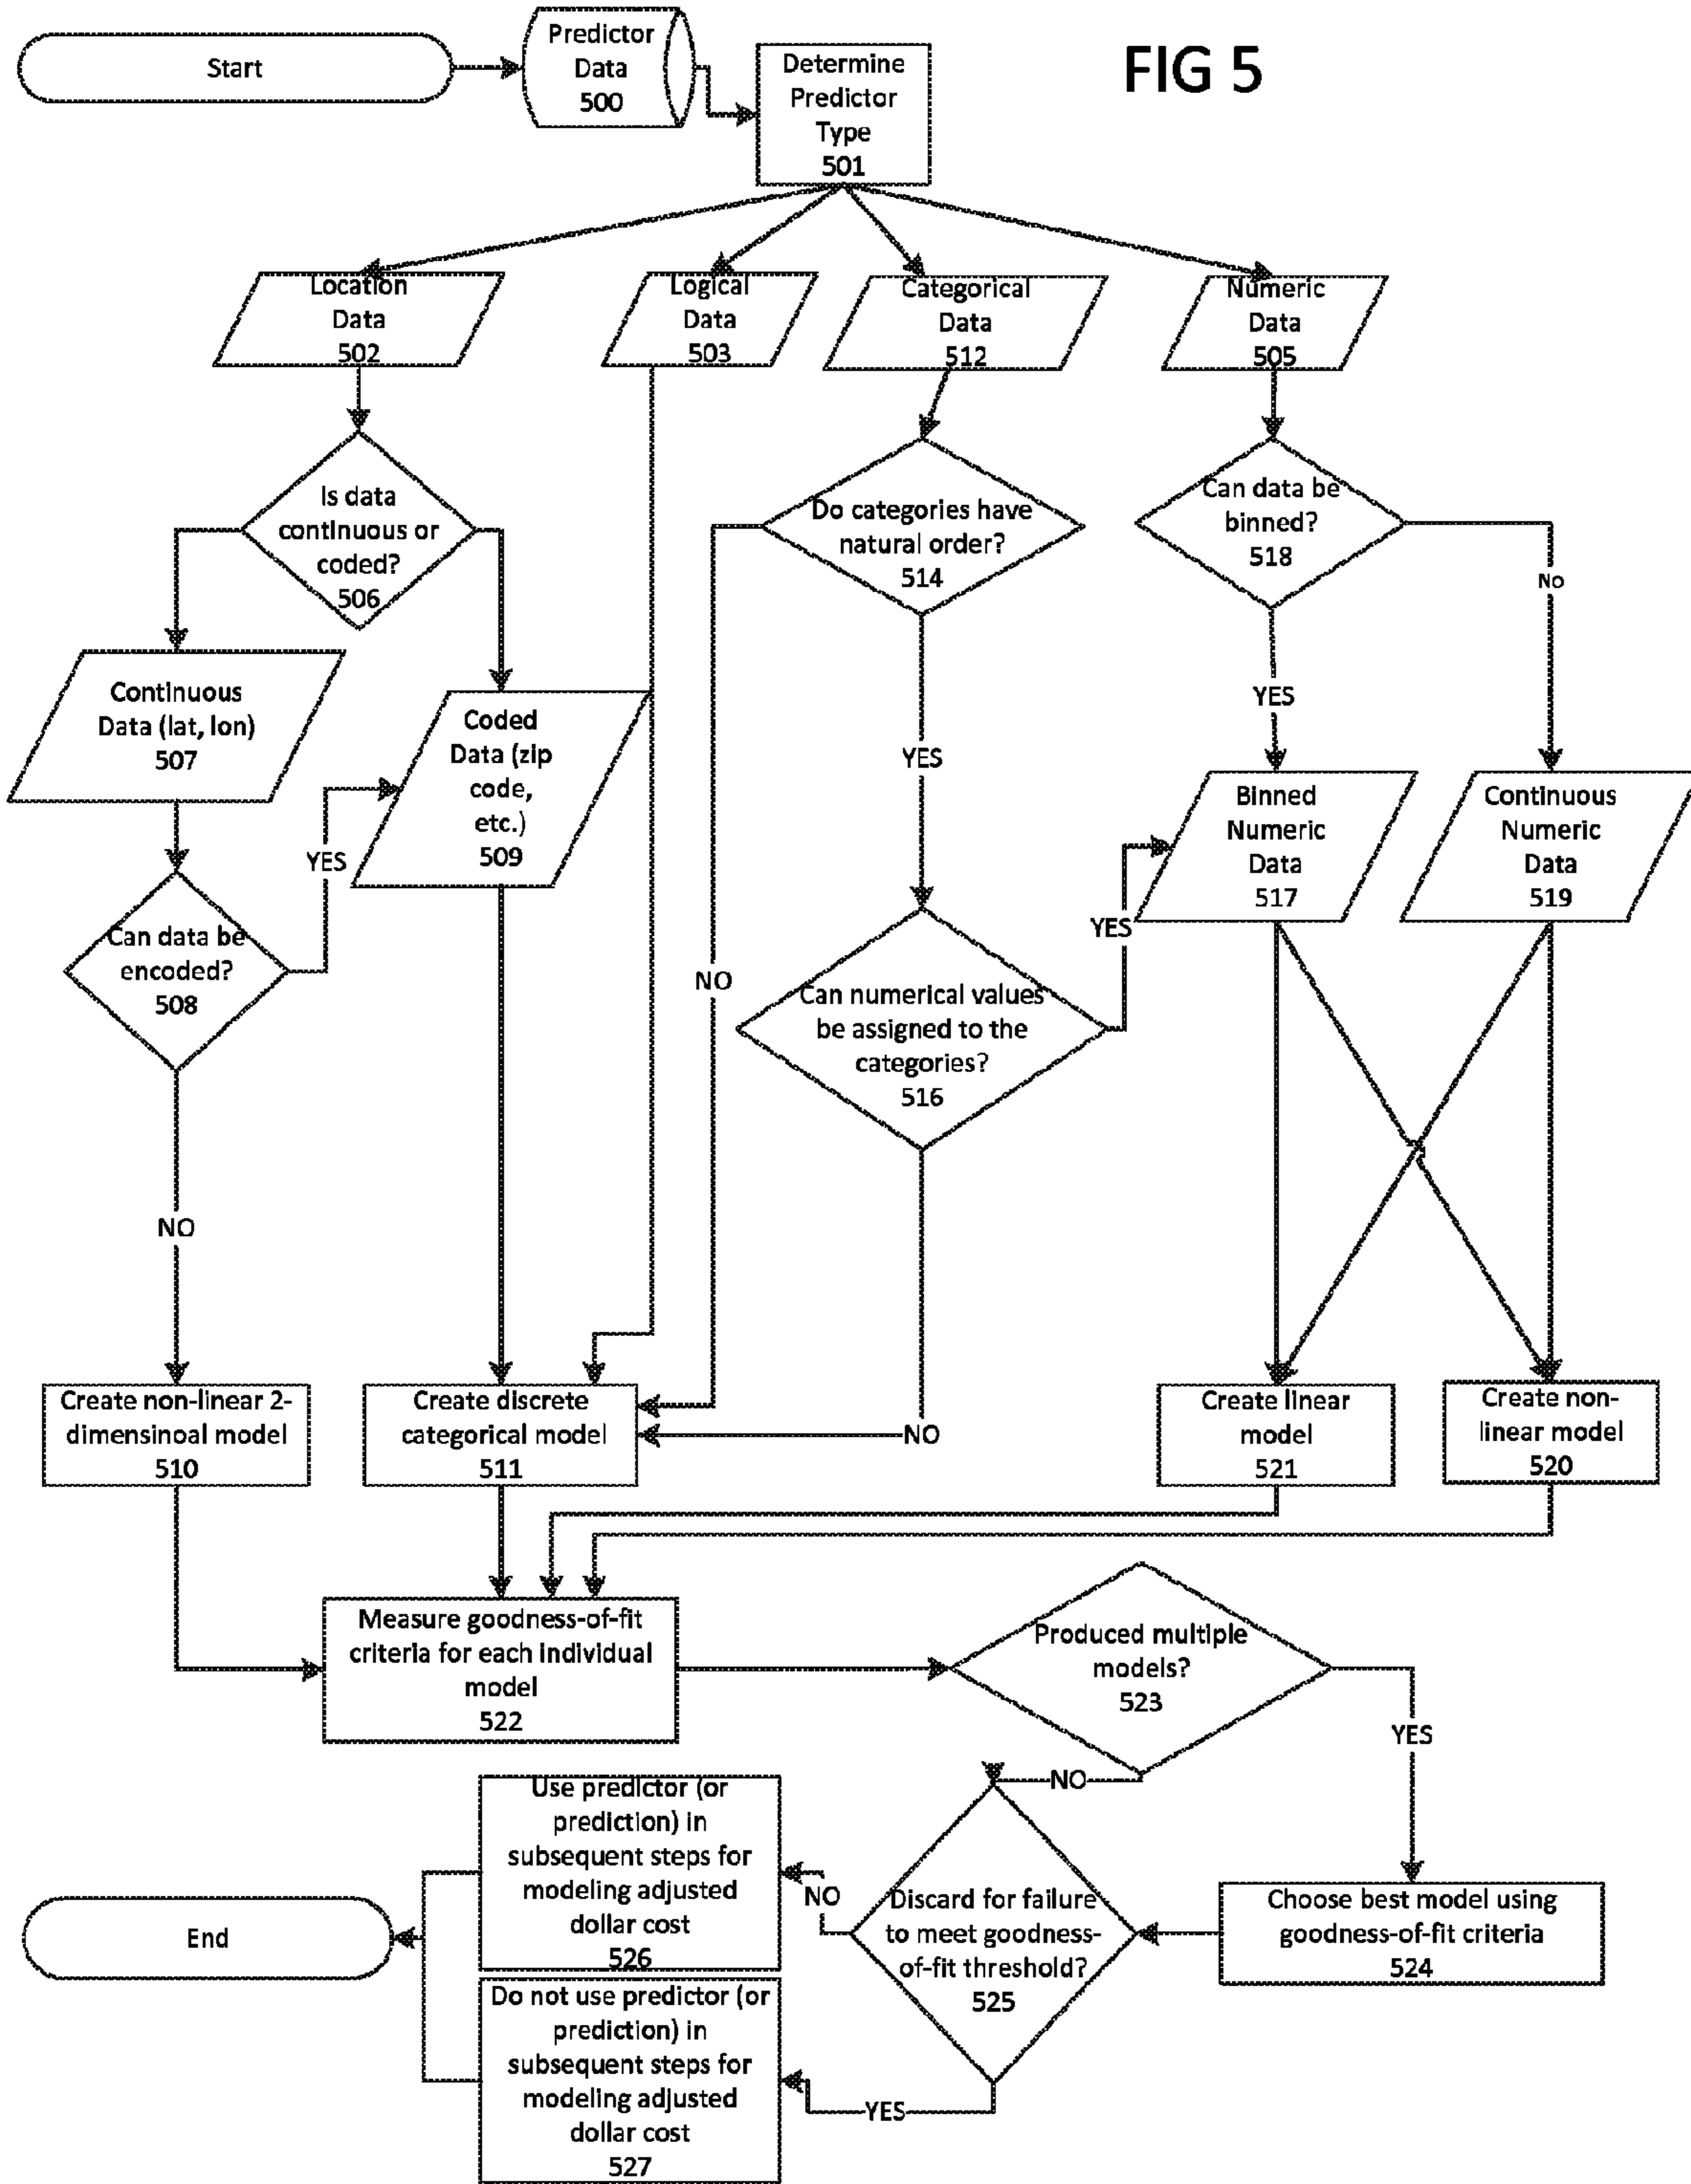 FIG 5
Start
Predictor
Data
500
Determine
Predictor
Type
501
Location
Data
502
Logical
Data
503
Categorical
Data
512
Numeric
Data
505
Is data
continuous or
coded?
506
Do categories have
natural order?
514
Can data be
binned?
518
No
YES
Continuous
Data (lat, lon)
507
Coded
Data (zip
code,
etc.)
509
YES
YES
Binned
Numeric
Data
517
Continuous
Numeric
Data
519
Can data be
encoded?
508
NO
YES
Can numerical values
be assigned to the
categories?
516
NO
NO
Create non-linear 2-
dimensinoal model
510
Create discrete
categorical model
511
Create linear
model
521
Create non-
linear model
520
Measure goodness-of-fit
criteria for each individual
model
522
Produced multiple
models?
523
YES
NO
Use predictor (or
prediction) in
subsequent steps for
modeling adjusted
dollar cost
526
NO
Discard for failure
to meet goodness-
of-fit threshold?
525
Choose best model using
goodness-of-fit criteria
524
End
Do not use predictor (or
prediction) in
subsequent steps for
modeling adjusted
dollar cost
527
YES